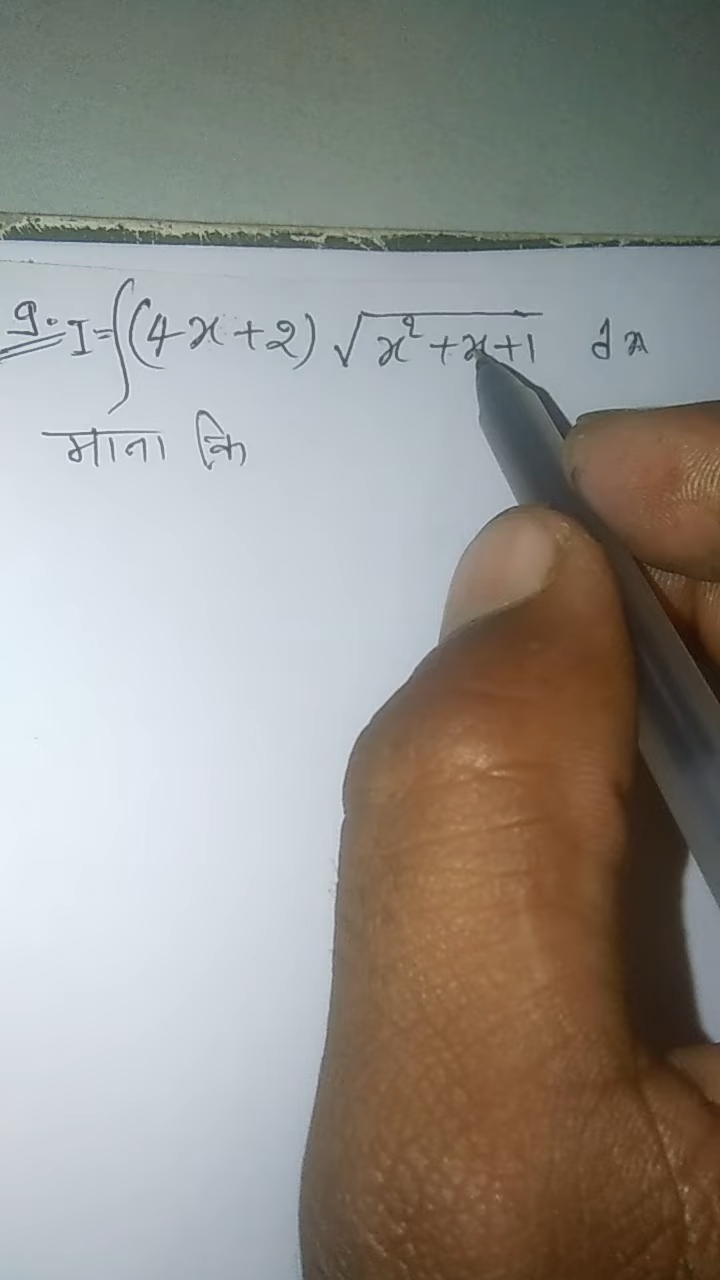 9. I = ∫(4x+2) √(x²+x+1) dx
माना कि